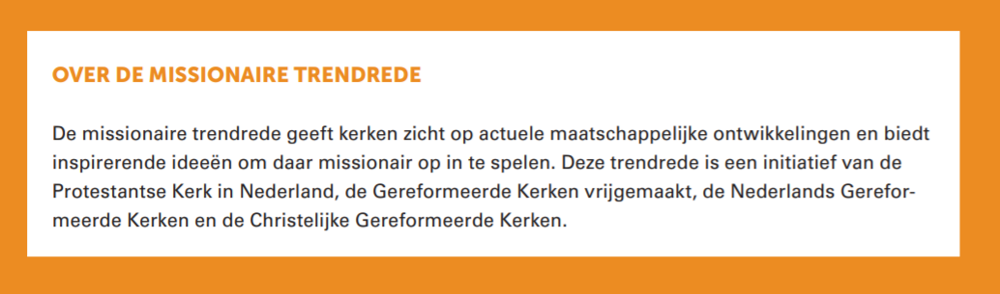 OVER DE MISSIONAIRE TRENDREDE
De missionaire trendrede geeft kerken zicht op actuele maatschappelijke ontwikkelingen en biedt
inspirerende ideeën om daar missionair op in te spelen. Deze trendrede is een initiatief van de
Protestantse Kerk in Nederland, de Gereformeerde Kerken vrijgemaakt, de Nederlands Gerefor-
meerde Kerken en de Christelijke Gereformeerde Kerken.